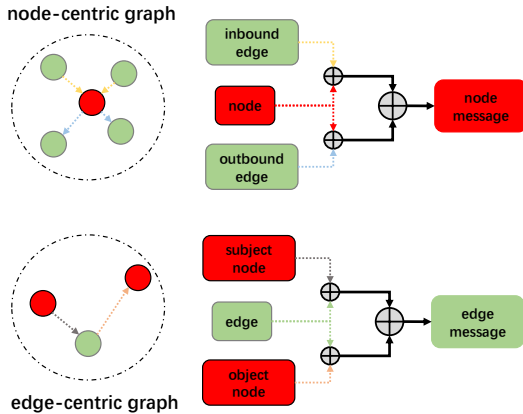 node-centric graph
inbound
edge
node
outbound
edge
node
message
subject
node
edge
object
node
edge
message
edge-centric graph